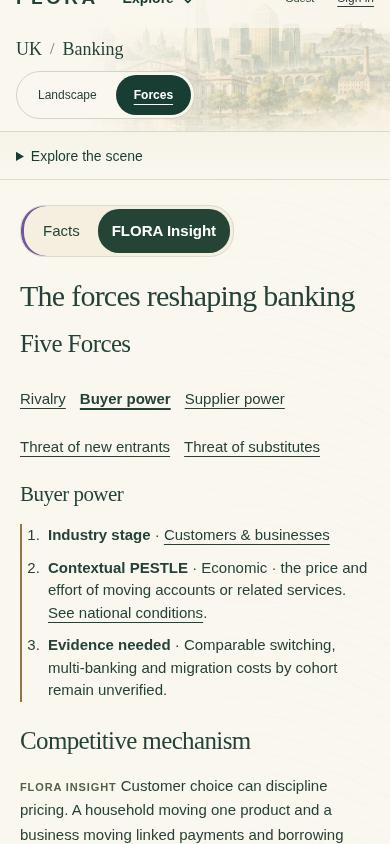 FLORA Explore Guest Sign in
UK / Banking
Landscape Forces
▶ Explore the scene
Facts FLORA Insight
The forces reshaping banking
Five Forces
Rivalry Buyer power Supplier power
Threat of new entrants Threat of substitutes
Buyer power
1. Industry stage · Customers & businesses
2. Contextual PESTLE · Economic · the price and
effort of moving accounts or related services.
See national conditions.
3. Evidence needed · Comparable switching,
multi-banking and migration costs by cohort
remain unverified.
Competitive mechanism
FLORA INSIGHT Customer choice can discipline
pricing. A household moving one product and a
business moving linked payments and borrowing